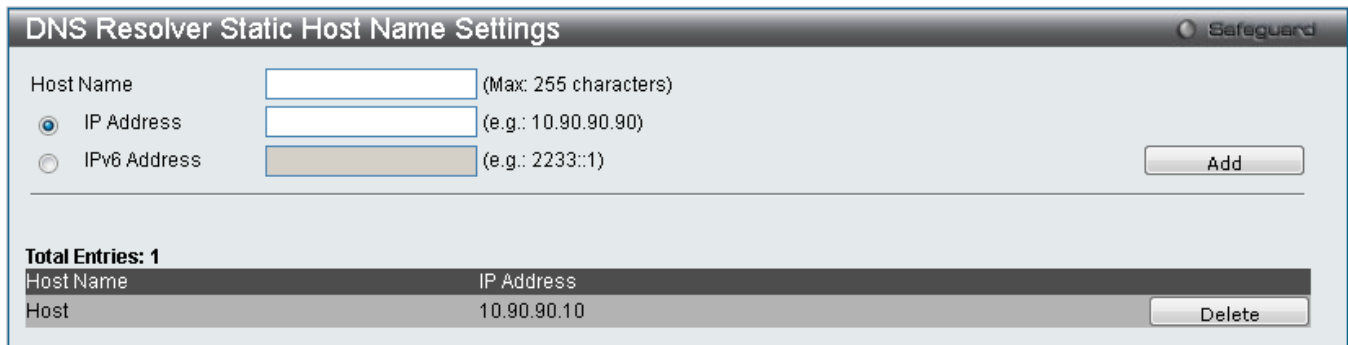 DNS Resolver Static Host Name Settings
Safeguard
Host Name (Max: 255 characters)
IP Address (e.g.: 10.90.90.90)
IPv6 Address (e.g.: 2233::1) Add
Total Entries: 1
Host Name IP Address
Host 10.90.90.10 Delete